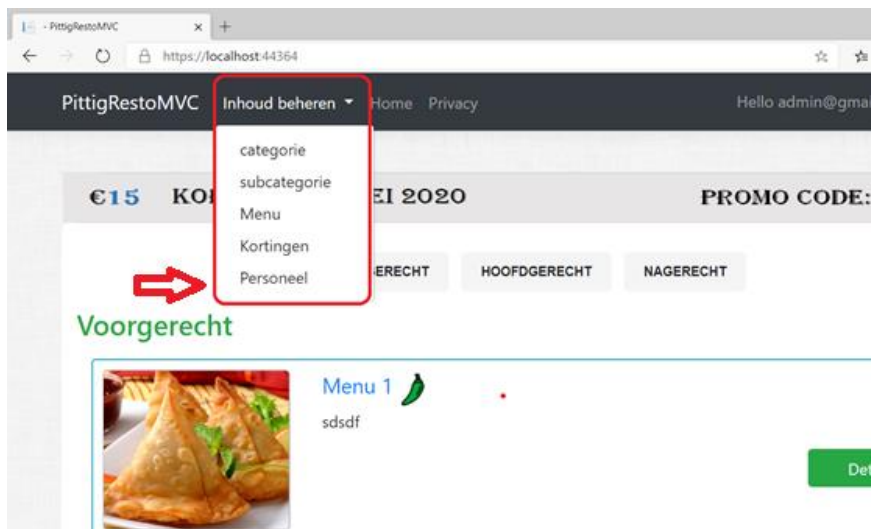 - PittigRestoMVC
https://localhost:44364
PittigRestoMVC Inhoud beheren Home Privacy Hello admin@gmai
categorie
subcategorie
Menu
Kortingen
Personeel
€15 KO EI 2020 PROMO CODE:
ERECHT HOOFDGERECHT NAGERECHT
Voorgerecht
Menu 1
sdsdf
Det